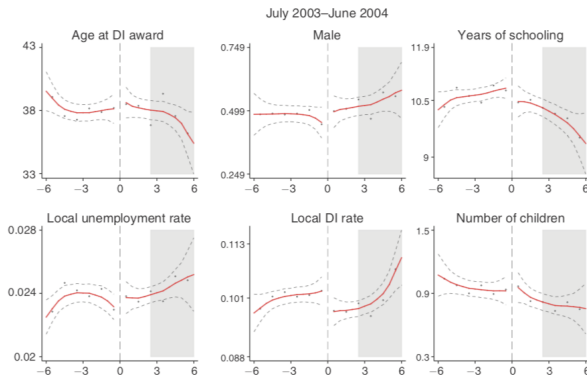 July 2003–June 2004
Age at DI award
Male
Years of schooling
43
38
33
−6 −3 0 3 6
0.749
0.499
0.249
−6 −3 0 3 6
11.9
10.5
9
−6 −3 0 3 6
Local unemployment rate
Local DI rate
Number of children
0.028
0.024
0.02
−6 −3 0 3 6
0.113
0.101
0.088
−6 −3 0 3 6
1.5
0.9
0.3
−6 −3 0 3 6